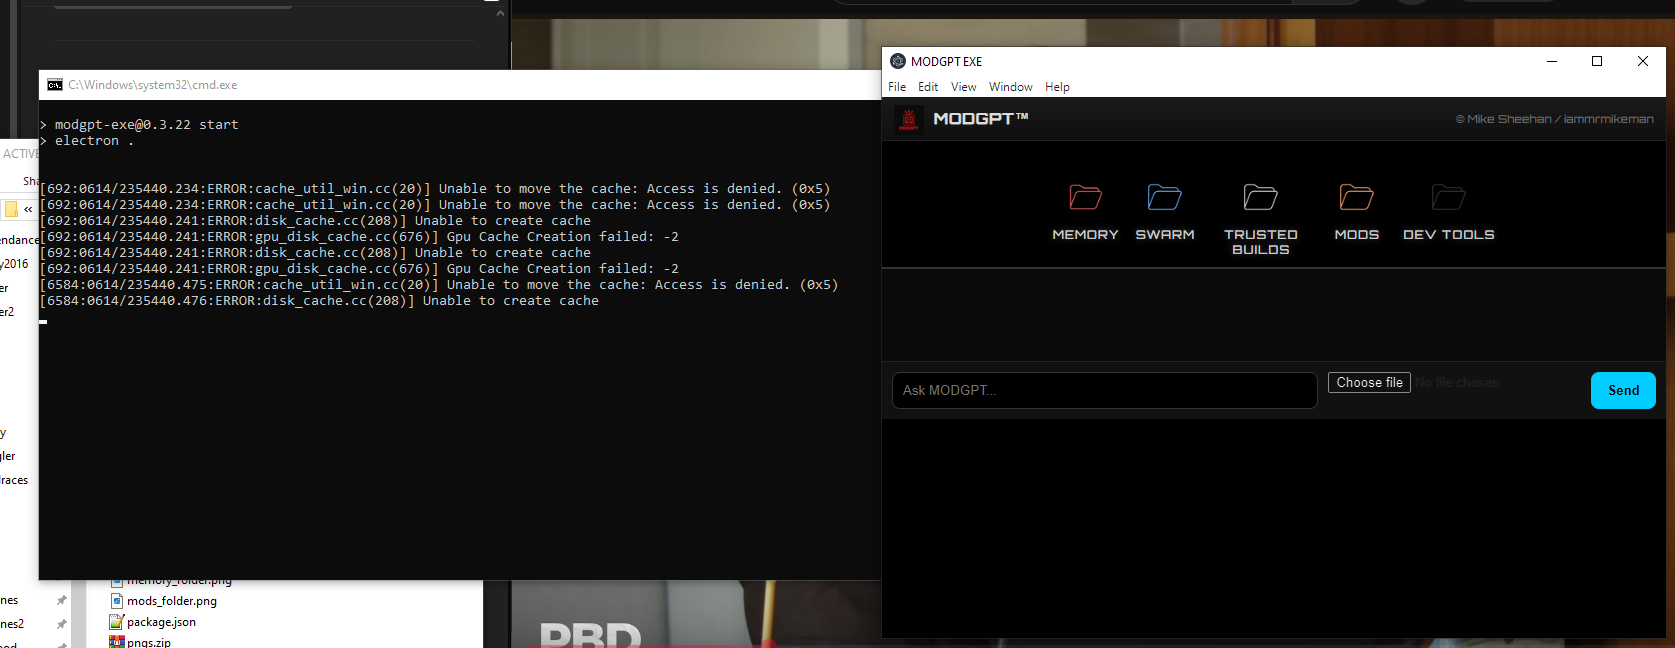 C:\Windows\system32\cmd.exe
> modgpt-exe@0.3.22 start
> electron .
[692:0614/235440.234:ERROR:cache_util_win.cc(20)] Unable to move the cache: Access is denied. (0x5)
[692:0614/235440.234:ERROR:cache_util_win.cc(20)] Unable to move the cache: Access is denied. (0x5)
[692:0614/235440.241:ERROR:disk_cache.cc(208)] Unable to create cache
[692:0614/235440.241:ERROR:gpu_disk_cache.cc(676)] Gpu Cache Creation failed: -2
[692:0614/235440.241:ERROR:disk_cache.cc(208)] Unable to create cache
[692:0614/235440.241:ERROR:gpu_disk_cache.cc(676)] Gpu Cache Creation failed: -2
[6584:0614/235440.475:ERROR:cache_util_win.cc(20)] Unable to move the cache: Access is denied. (0x5)
[6584:0614/235440.476:ERROR:disk_cache.cc(208)] Unable to create cache
MODGPT EXE
File Edit View Window Help
MODGPT™
© Mike Sheehan / iammrmikeman
MEMORY
SWARM
TRUSTED
BUILDS
MODS
DEV TOOLS
Ask MODGPT...
Choose file No file chosen
Send
ACTIVE
Sha
«
endance
y2016
er
er2
y
gler
traces
nes
nes2
ood
memory_folder.png
mods_folder.png
package.json
pngs.zip
PBD